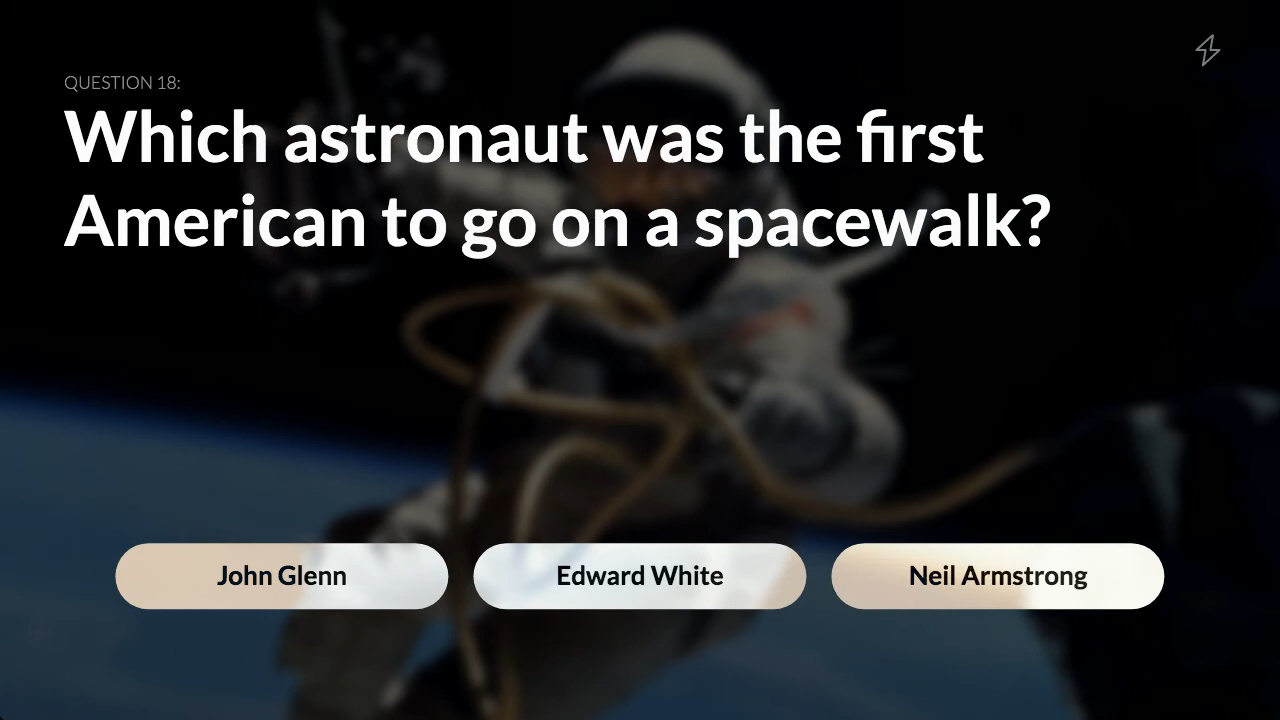 QUESTION 18:
Which astronaut was the first
American to go on a spacewalk?
John Glenn
Edward White
Neil Armstrong